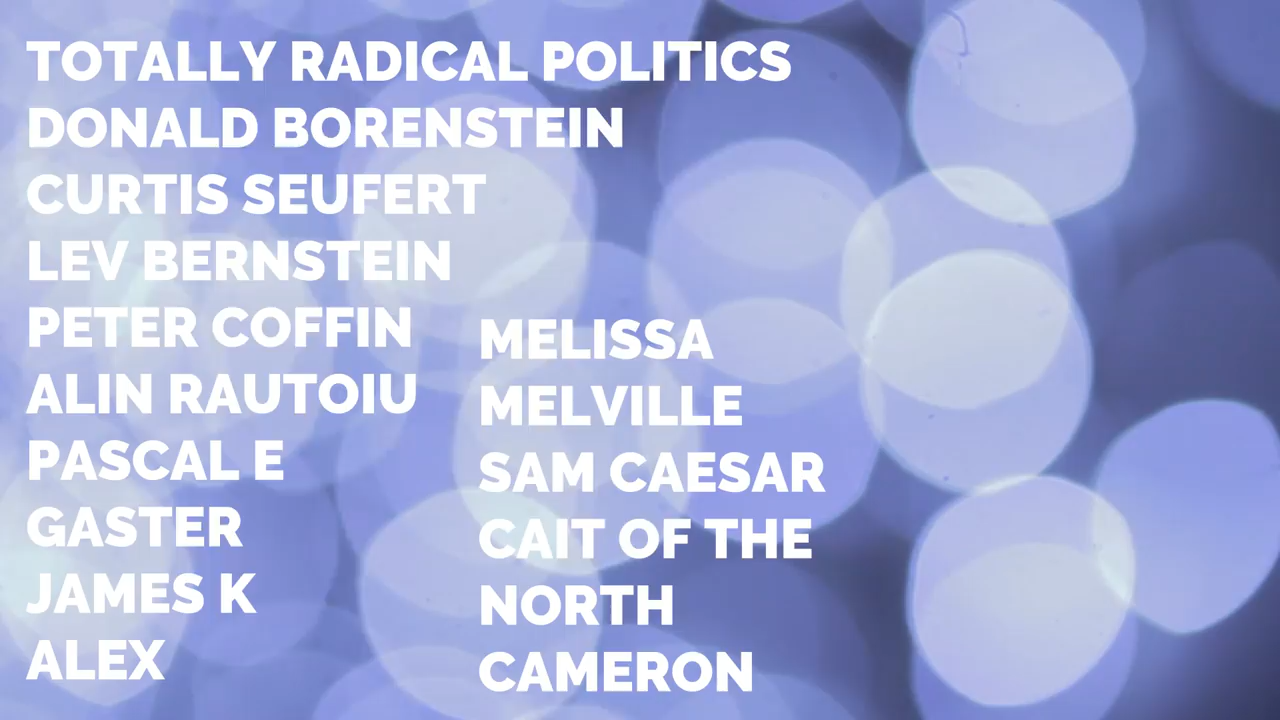 TOTALLY RADICAL POLITICS
DONALD BORENSTEIN
CURTIS SEUFERT
LEV BERNSTEIN
PETER COFFIN
ALIN RAUTOIU
PASCAL E
GASTER
JAMES K
ALEX
MELISSA
MELVILLE
SAM CAESAR
CAIT OF THE
NORTH
CAMERON